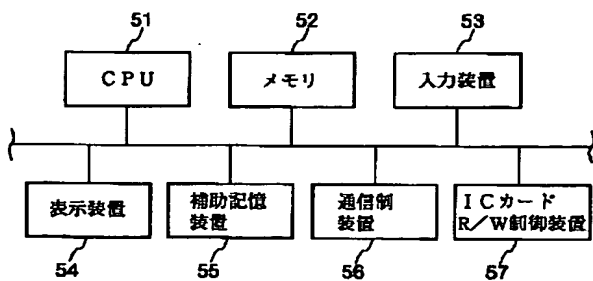 51
52
53
CPU
メモリ
入力装置
表示装置
補助記憶
装置
通信制
装置
ICカード
R/W制御装置
54
55
56
57